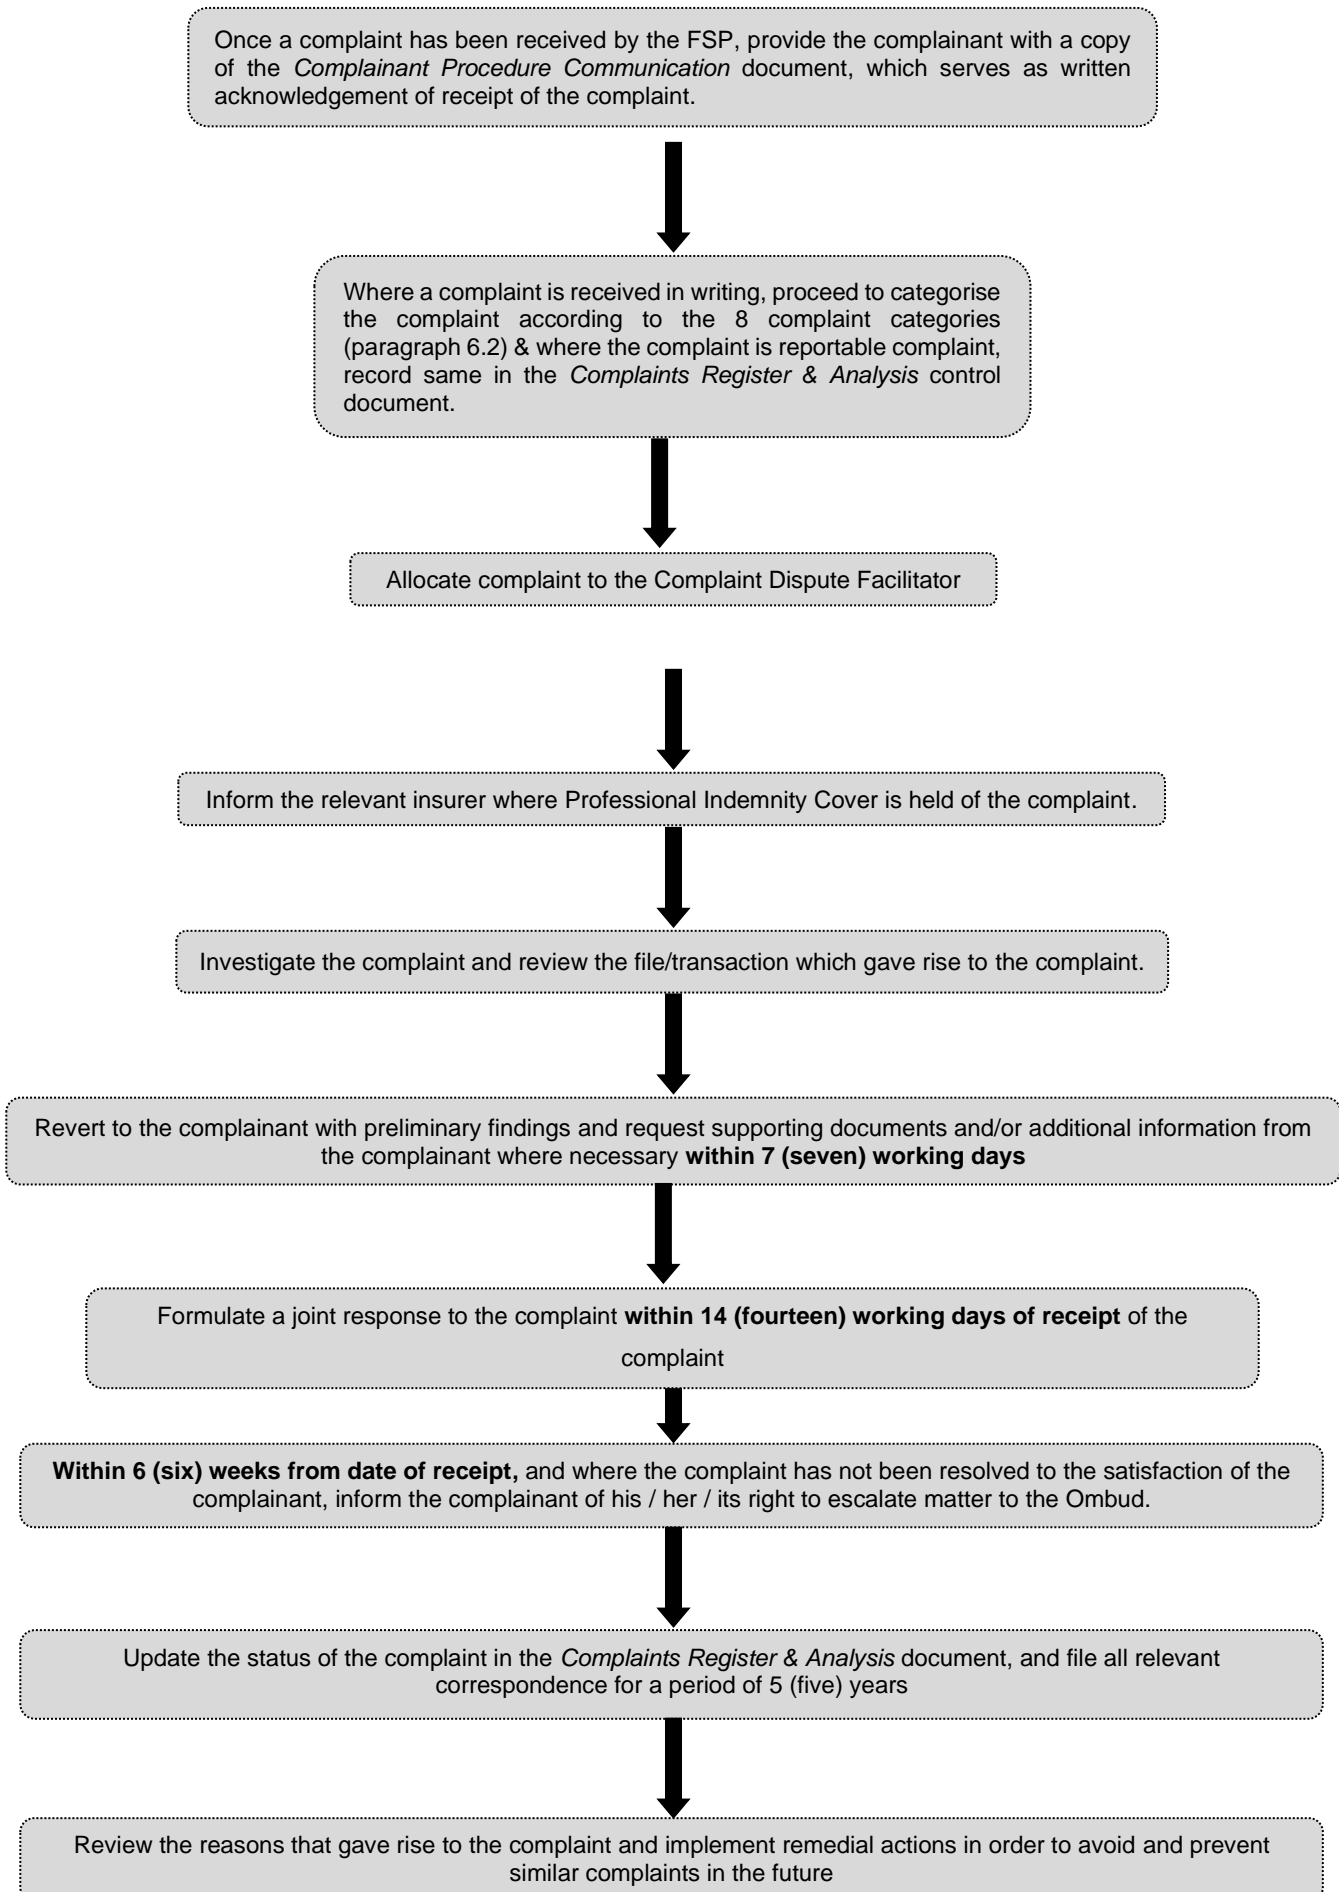 Once a complaint has been received by the FSP, provide the complainant with a copy
of the Complainant Procedure Communication document, which serves as written
acknowledgement of receipt of the complaint.
Where a complaint is received in writing, proceed to categorise
the complaint according to the 8 complaint categories
(paragraph 6.2) & where the complaint is reportable complaint,
record same in the Complaints Register & Analysis control
document.
Allocate complaint to the Complaint Dispute Facilitator
Inform the relevant insurer where Professional Indemnity Cover is held of the complaint.
Investigate the complaint and review the file/transaction which gave rise to the complaint.
Revert to the complainant with preliminary findings and request supporting documents and/or additional information from
the complainant where necessary within 7 (seven) working days
Formulate a joint response to the complaint within 14 (fourteen) working days of receipt of the
complaint
Within 6 (six) weeks from date of receipt, and where the complaint has not been resolved to the satisfaction of the
complainant, inform the complainant of his / her / its right to escalate matter to the Ombud.
Update the status of the complaint in the Complaints Register & Analysis document, and file all relevant
correspondence for a period of 5 (five) years
Review the reasons that gave rise to the complaint and implement remedial actions in order to avoid and prevent
similar complaints in the future